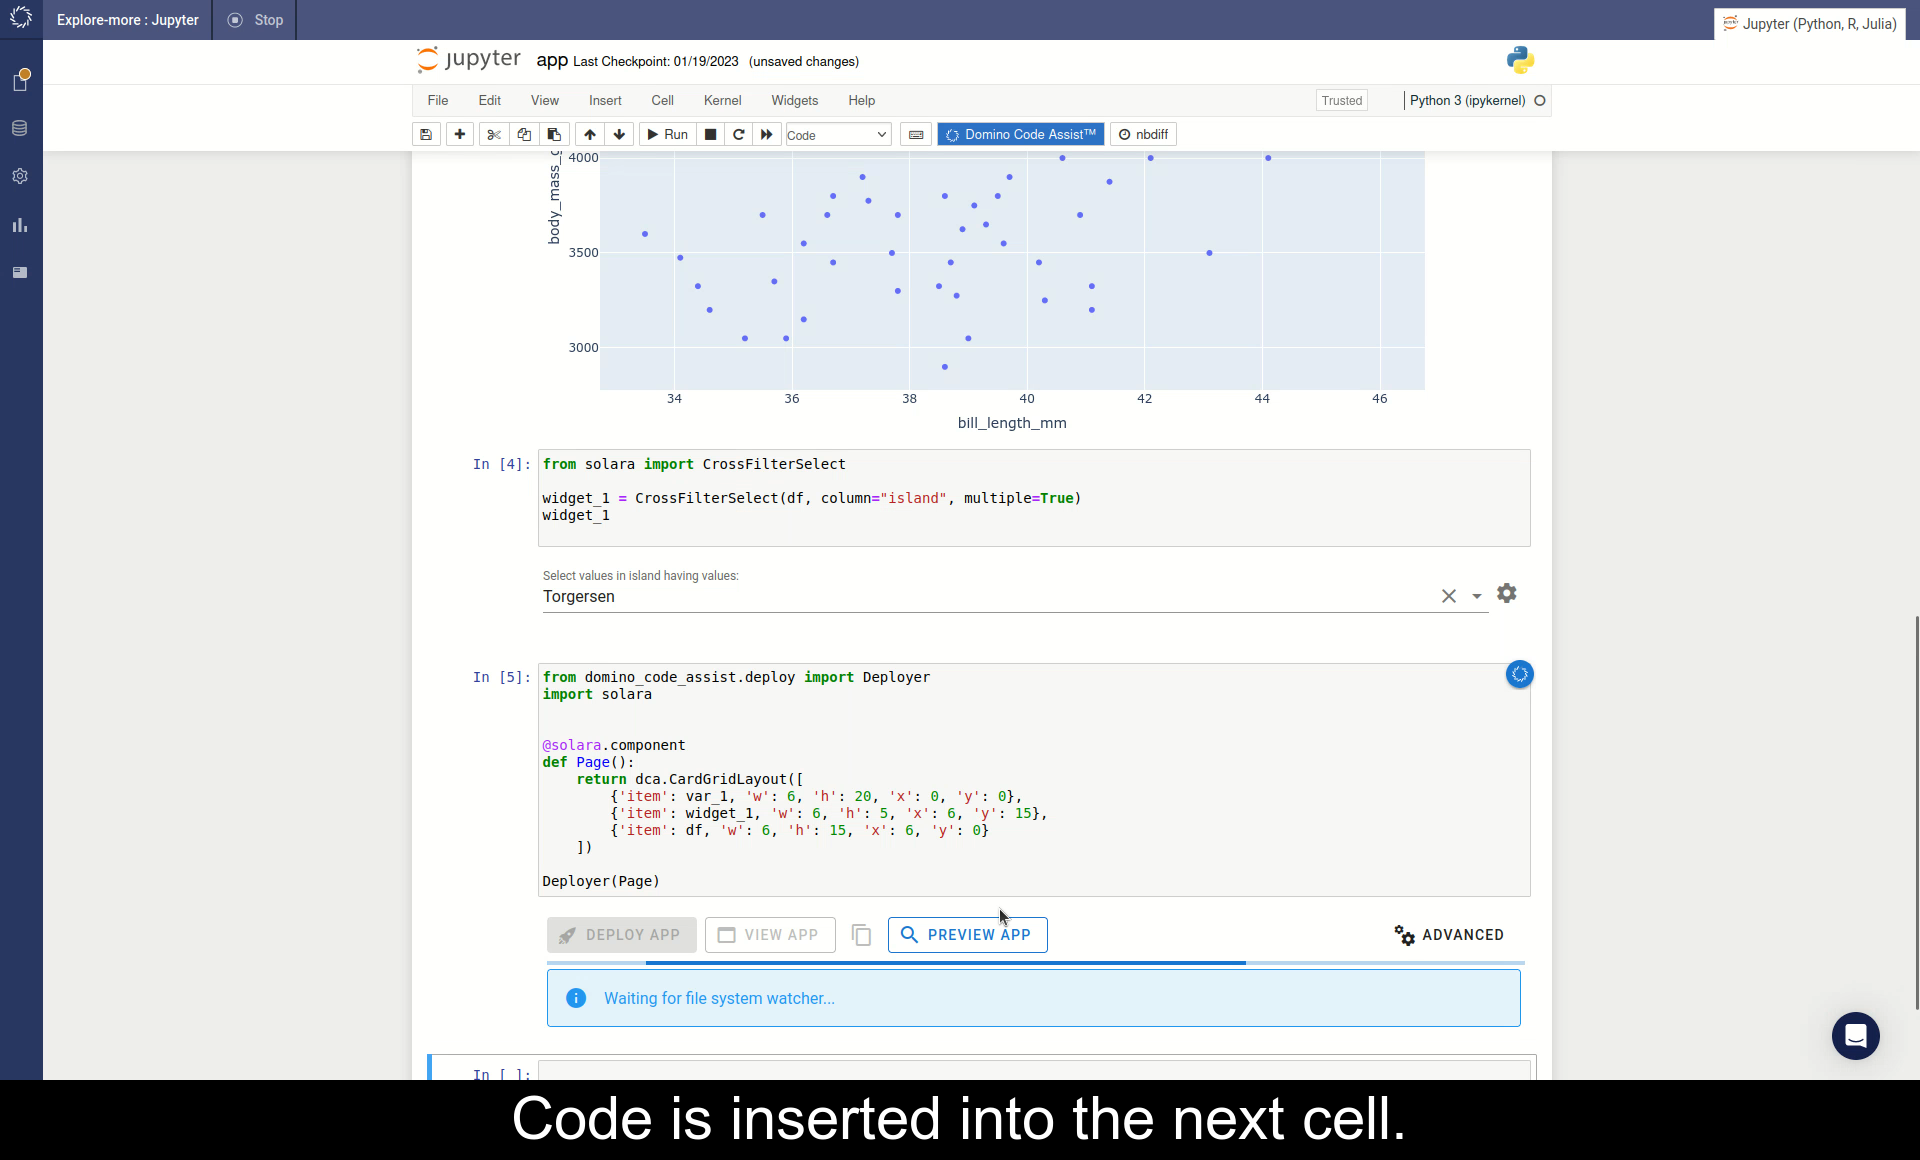 Explore-more : Jupyter
Stop
Jupyter (Python, R, Julia)
jupyter app Last Checkpoint: 01/19/2023 (unsaved changes)
File Edit View Insert Cell Kernel Widgets Help
Trusted
Python 3 (ipykernel)
Run
Code
Domino Code Assist™
nbdiff
4000
3500
3000
34 36 38 40 42 44 46
bill_length_mm
In [4]:
from solara import CrossFilterSelect
widget_1 = CrossFilterSelect(df, column="island", multiple=True)
widget_1
Select values in island having values:
Torgersen
In [5]:
from domino_code_assist.deploy import Deployer
import solara
@solara.component
def Page():
    return dca.CardGridLayout([
        {'item': var_1, 'w': 6, 'h': 20, 'x': 0, 'y': 0},
        {'item': widget_1, 'w': 6, 'h': 5, 'x': 6, 'y': 15},
        {'item': df, 'w': 6, 'h': 15, 'x': 6, 'y': 0}
    ])
Deployer(Page)
DEPLOY APP VIEW APP PREVIEW APP ADVANCED
Waiting for file system watcher...
In [ ]:
Code is inserted into the next cell.